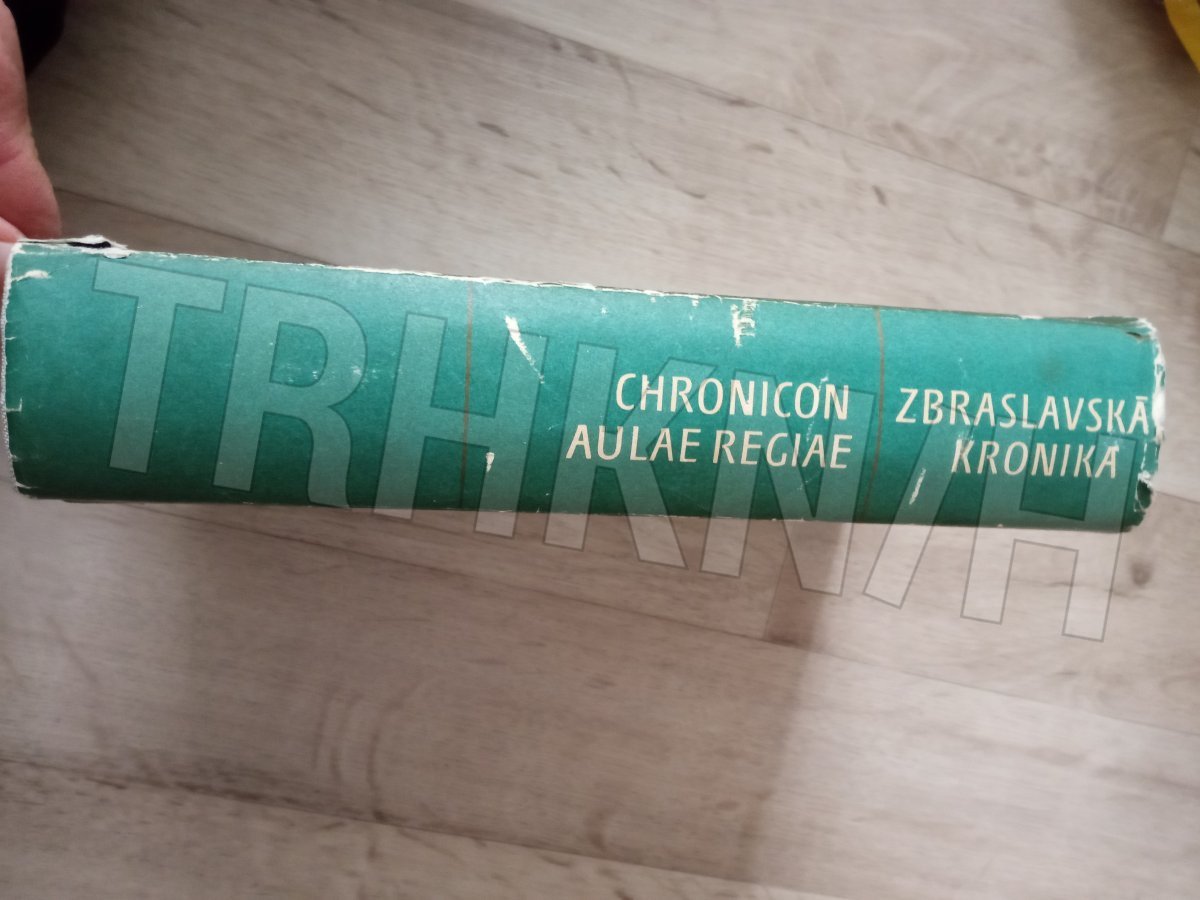 CHRONICON
AULAE REGIAE
ZBRASLAVSKÁ
KRONIKA
TRHKNIH